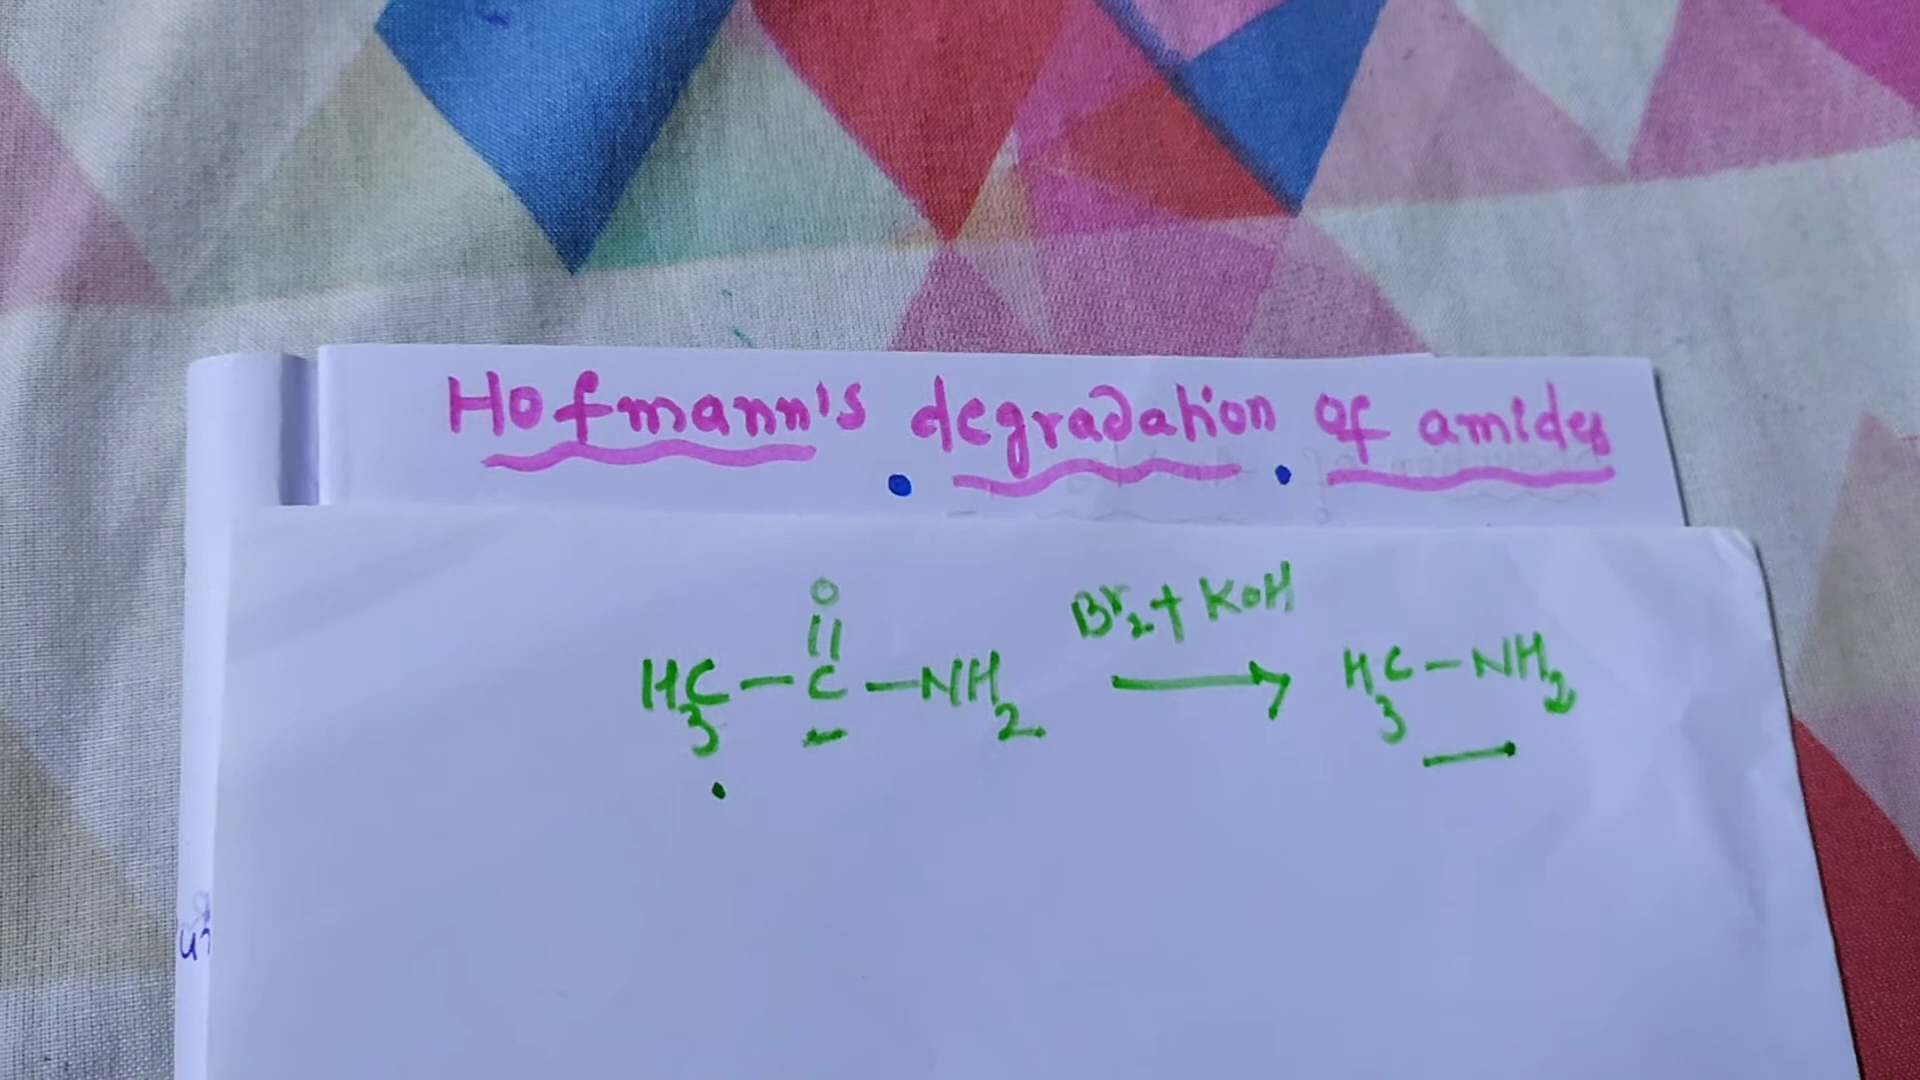 Hofmann's degradation of amides
O
||
H3C-C-NH2 Br2+KOH → H3C-NH2